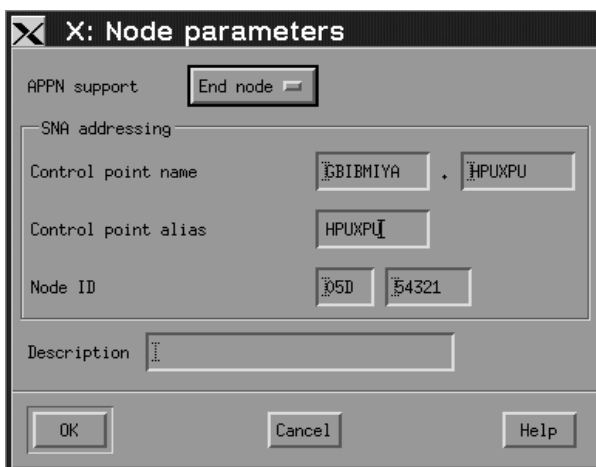 X: Node parameters
APPN support End node
SNA addressing
Control point name GBIBMIYA . HPUXPU
Control point alias HPUXPU
Node ID 05D 54321
Description
OK Cancel Help